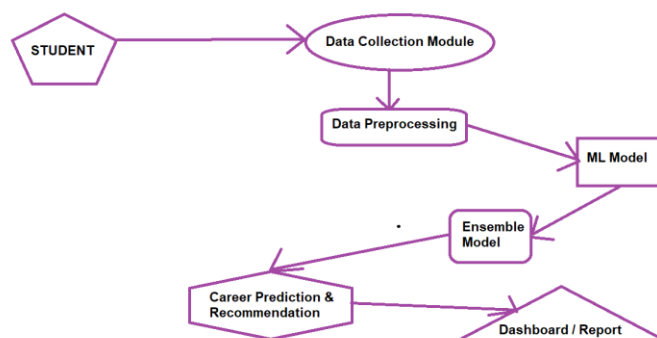 STUDENT
Data Collection Module
Data Preprocessing
ML Model
Ensemble
Model
Career Prediction &
Recommendation
Dashboard / Report